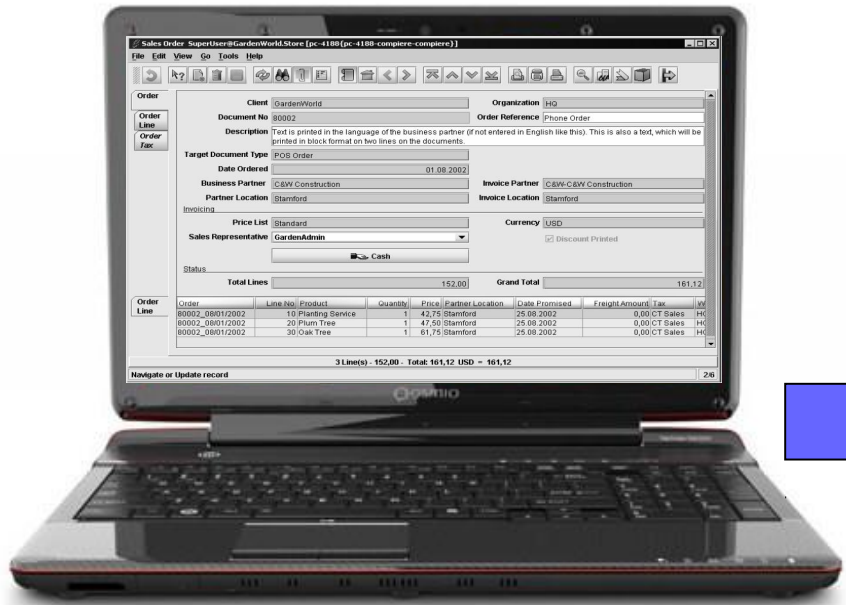 Sales Order SuperUser@GardenWorld.Store [pc-4188{pc-4188-compiere-compiere}]
File Edit View Go Tools Help
Order
Client GardenWorld Organization HQ
Order Line
Document No 80002 Order Reference Phone Order
Order Tax
Description Text is printed in the language of the business partner (if not entered in English like this). This is also a text, which will be
printed in block format on two lines on the documents.
Target Document Type POS Order
Date Ordered 01.08.2002
Business Partner C&W Construction Invoice Partner C&W-C&W Construction
Partner Location Stamford Invoice Location Stamford
Invoicing
Price List Standard Currency USD
Sales Representative GardenAdmin Discount Printed
Cash
Status
Total Lines 152,00 Grand Total 161,12
Order Line
Order Line No Product Quantity Price Partner Location Date Promised Freight Amount Tax W
80002_08/01/2002 10 Planting Service 1 42,75 Stamford 25.08.2002 0,00 CT Sales HQ
80002_08/01/2002 20 Plum Tree 1 47,50 Stamford 25.08.2002 0,00 CT Sales HQ
80002_08/01/2002 30 Oak Tree 1 61,75 Stamford 25.08.2002 0,00 CT Sales HQ
3 Line(s) - 152,00 - Total: 161,12 USD = 161,12
Navigate or Update record 2/6
QOSMIO